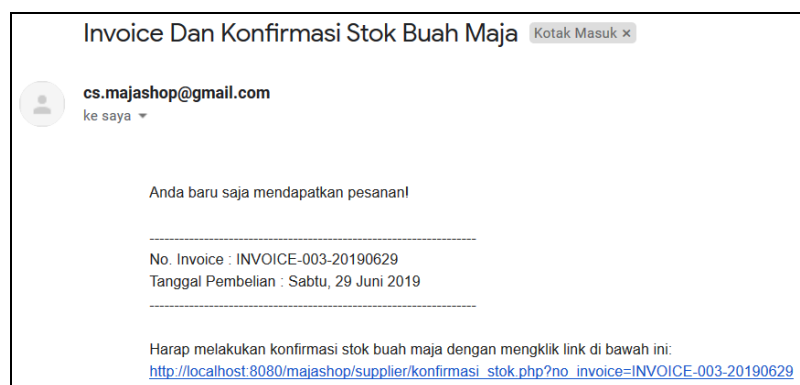 Invoice Dan Konfirmasi Stok Buah Maja Kotak Masuk ×
cs.majashop@gmail.com
ke saya
Anda baru saja mendapatkan pesanan!
------------------------------------------------------------------
No. Invoice : INVOICE-003-20190629
Tanggal Pembelian : Sabtu, 29 Juni 2019
------------------------------------------------------------------
Harap melakukan konfirmasi stok buah maja dengan mengklik link di bawah ini:
http://localhost:8080/majashop/supplier/konfirmasi_stok.php?no_invoice=INVOICE-003-20190629